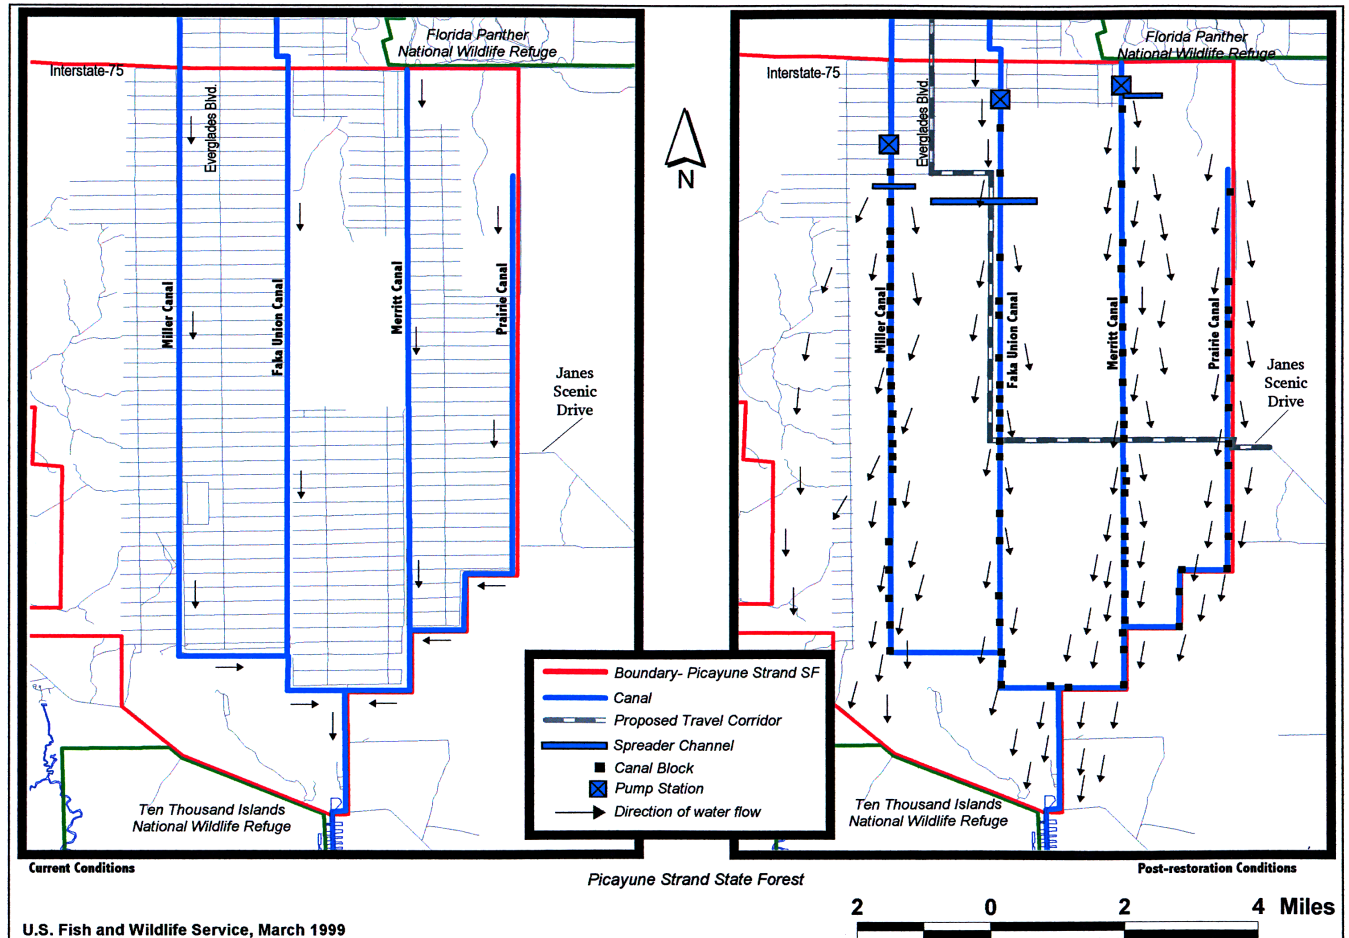 Florida Panther
National Wildlife Refuge
Interstate-75
Everglades Blvd.
Miller Canal
Faka Union Canal
Merritt Canal
Prairie Canal
Janes
Scenic
Drive
Ten Thousand Islands
National Wildlife Refuge
Current Conditions
N
Florida Panther
National Wildlife Refuge
Interstate-75
Everglades Blvd.
Miller Canal
Faka Union Canal
Merritt Canal
Prairie Canal
Janes
Scenic
Drive
Ten Thousand Islands
National Wildlife Refuge
Post-restoration Conditions
Boundary- Picayune Strand SF
Canal
Proposed Travel Corridor
Spreader Channel
Canal Block
Pump Station
Direction of water flow
Picayune Strand State Forest
2 0 2 4 Miles
U.S. Fish and Wildlife Service, March 1999